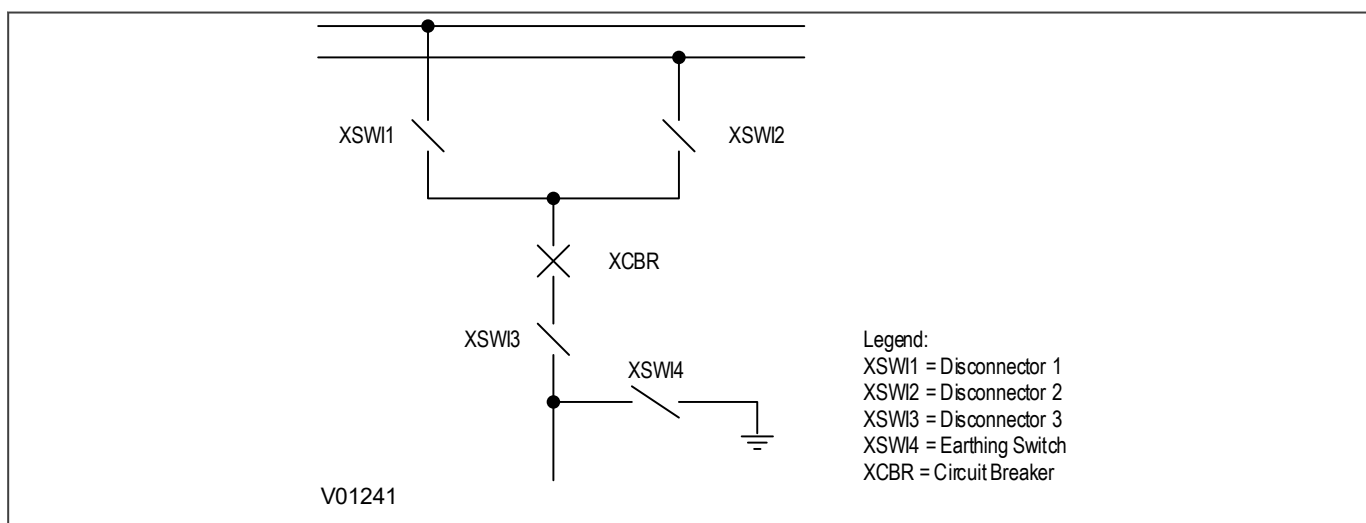 XSWI1
XSWI2
XCBR
XSWI3
XSWI4
Legend:
XSWI1 = Disconnector 1
XSWI2 = Disconnector 2
XSWI3 = Disconnector 3
XSWI4 = Earthing Switch
XCBR = Circuit Breaker
V01241